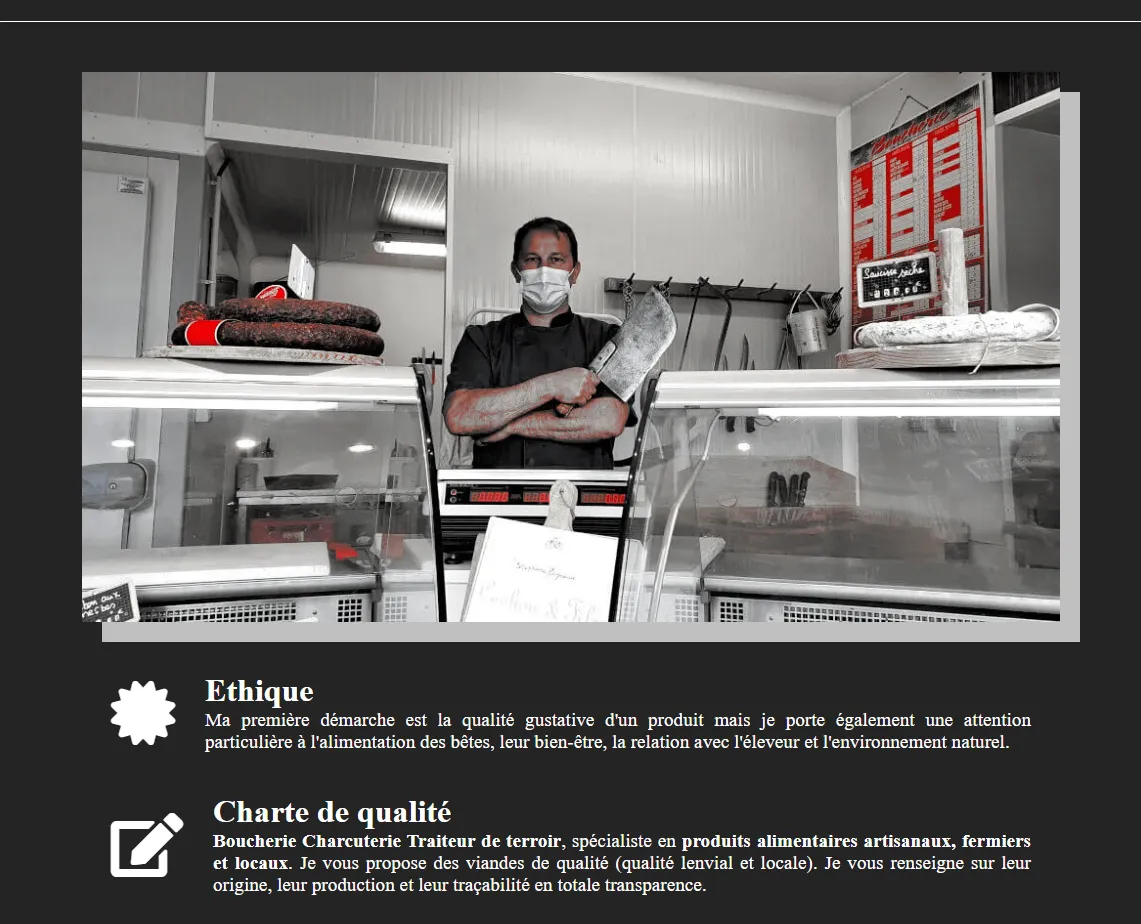 Boucherie
Saucisse sèche
Ethique
Ma première démarche est la qualité gustative d'un produit mais je porte également une attention
particulière à l'alimentation des bêtes, leur bien-être, la relation avec l'éleveur et l'environnement naturel.
Charte de qualité
Boucherie Charcuterie Traiteur de terroir, spécialiste en produits alimentaires artisanaux, fermiers
et locaux. Je vous propose des viandes de qualité (qualité lenvial et locale). Je vous renseigne sur leur
origine, leur production et leur traçabilité en totale transparence.